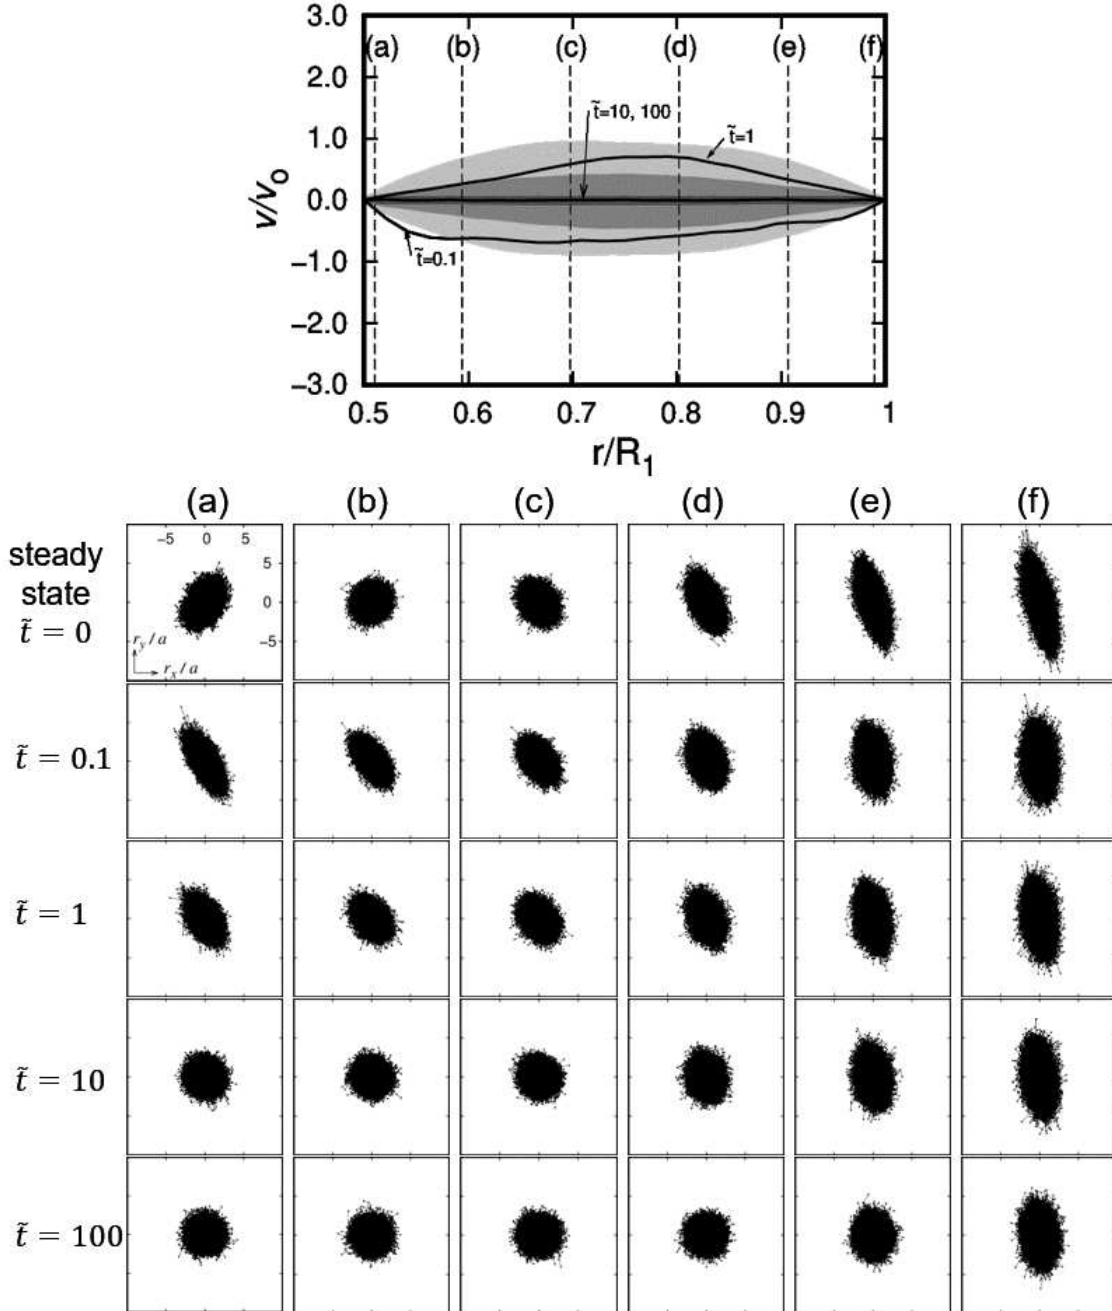 3.0
(a) (b) (c) (d) (e) (f)
2.0
t̃=10, 100
1.0
t̃=1
v/v₀
0.0
t̃=0.1
−1.0
−2.0
−3.0
0.5 0.6 0.7 0.8 0.9 1
r/R₁
(a) (b) (c) (d) (e) (f)
steady
state
t̃ = 0
−5 0 5
5
0
−5
r_y/a
r_x/a
t̃ = 0.1
t̃ = 1
t̃ = 10
t̃ = 100